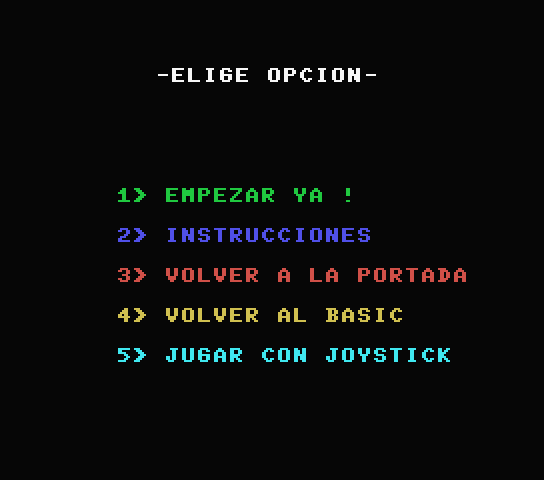 -ELIGE OPCION-
1> EMPEZAR YA !
2> INSTRUCCIONES
3> VOLVER A LA PORTADA
4> VOLVER AL BASIC
5> JUGAR CON JOYSTICK